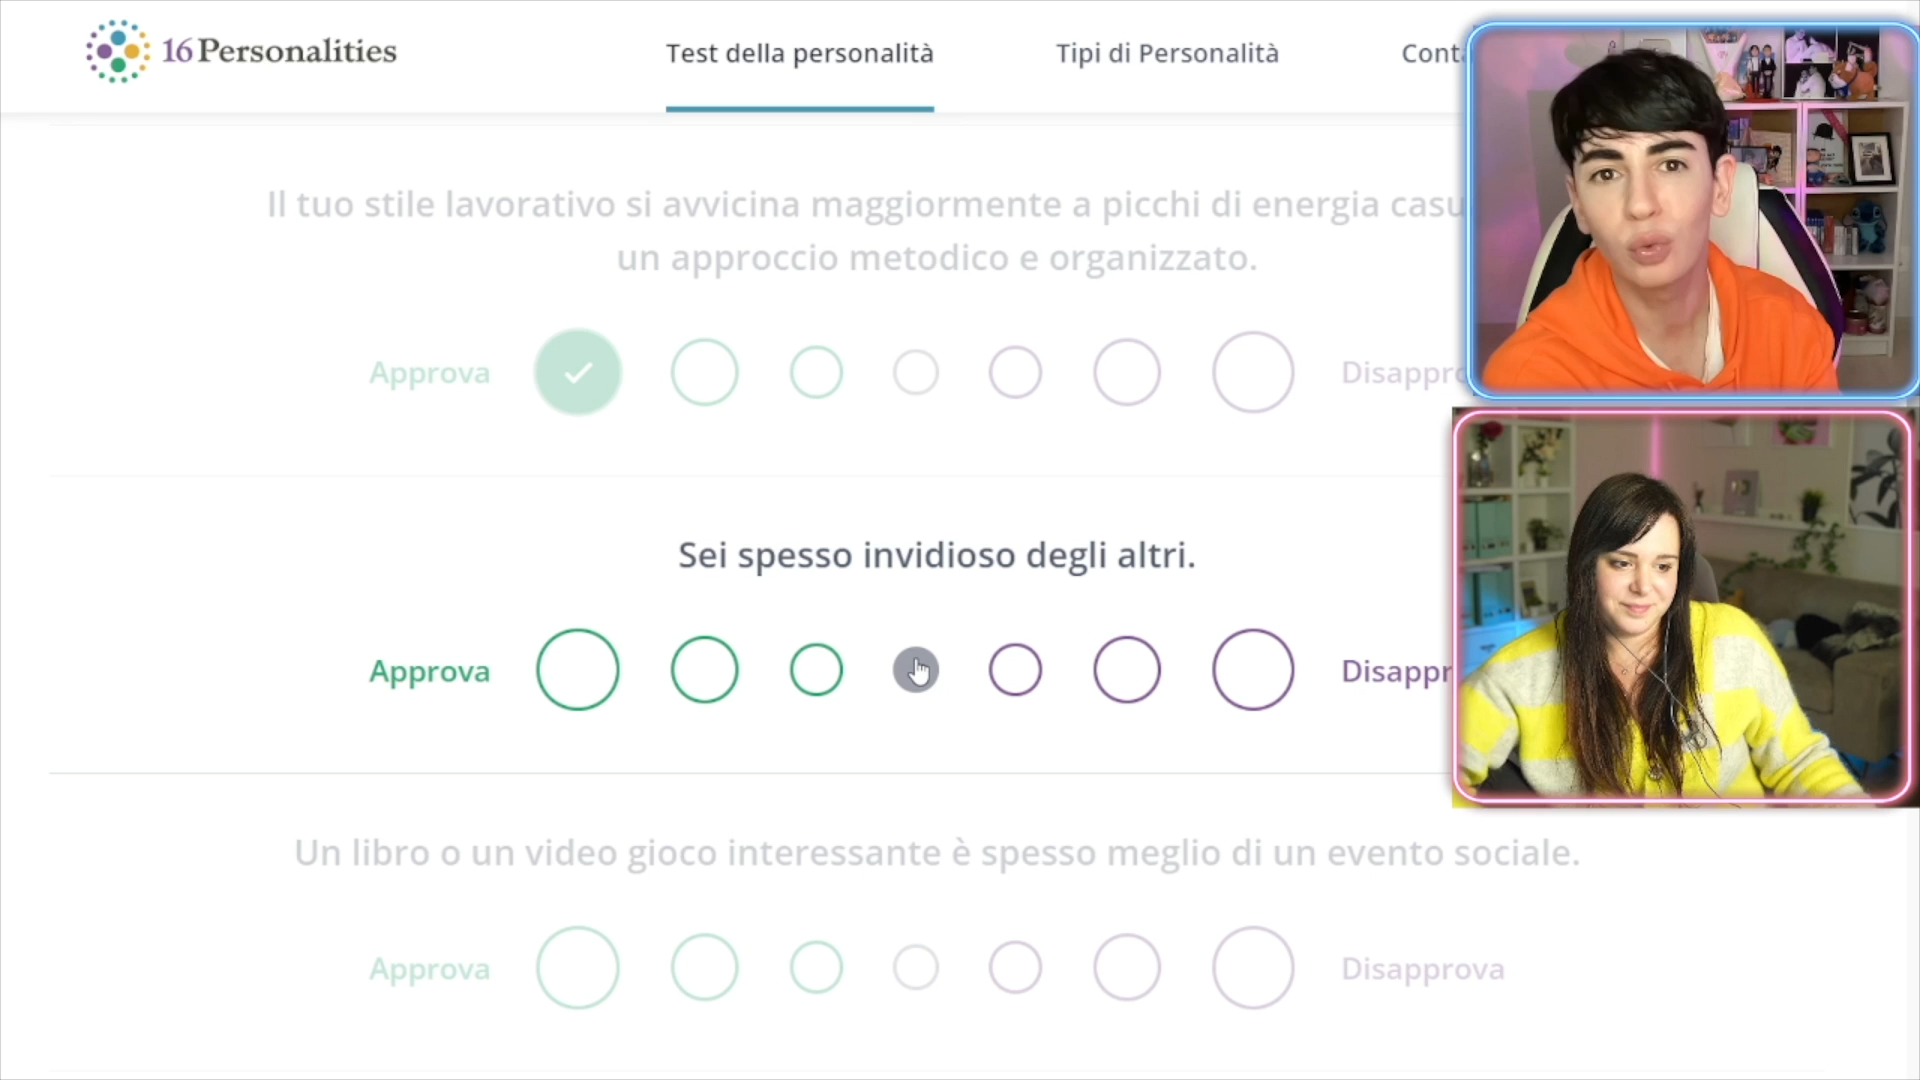 16Personalities
Test della personalità
Tipi di Personalità
Il tuo stile lavorativo si avvicina maggiormente a picchi di energia
un approccio metodico e organizzato.
Approva
Sei spesso invidioso degli altri.
Approva
Un libro o un video gioco interessante è spesso meglio di un evento sociale.
Approva
Disapprova